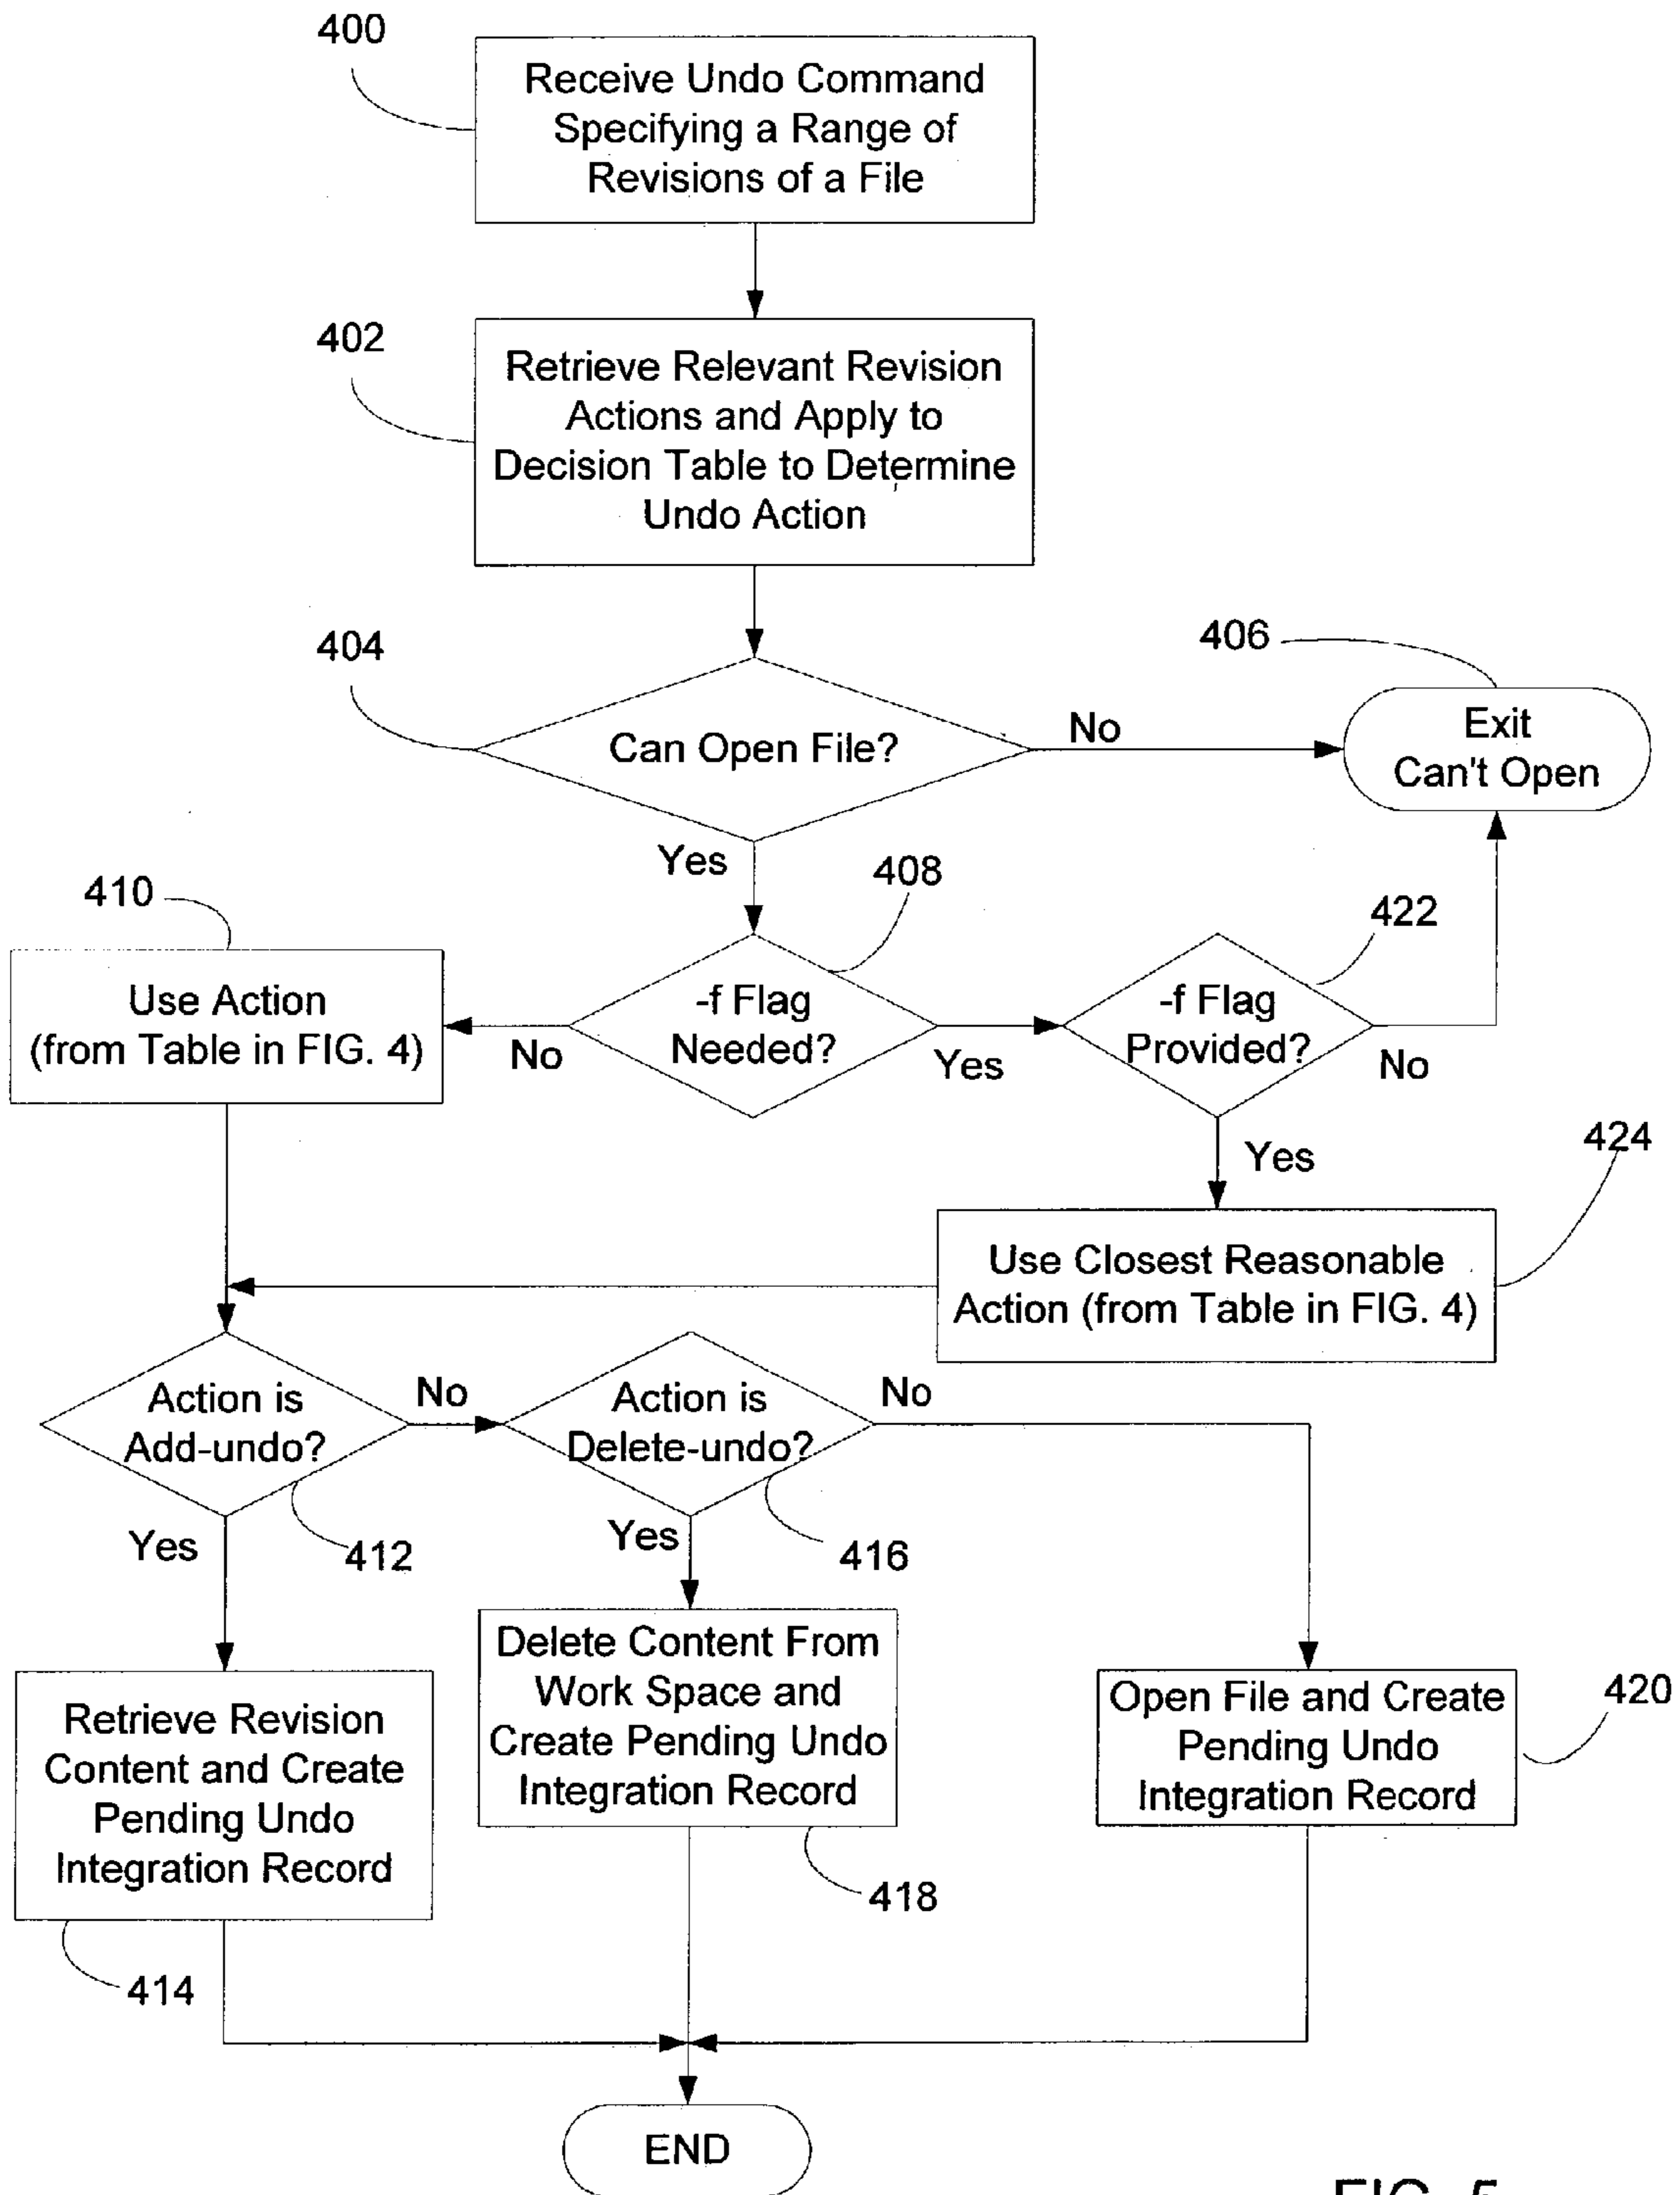 400
Receive Undo Command
Specifying a Range of
Revisions of a File
402
Retrieve Relevant Revision
Actions and Apply to
Decision Table to Determine
Undo Action
404
Can Open File?
No
406
Exit
Can't Open
Yes
408
410
Use Action
(from Table in FIG. 4)
No
-f Flag
Needed?
Yes
422
-f Flag
Provided?
No
Yes
424
Use Closest Reasonable
Action (from Table in FIG. 4)
Action is
Add-undo?
No
412
Yes
Action is
Delete-undo?
No
416
Yes
Retrieve Revision
Content and Create
Pending Undo
Integration Record
414
Delete Content From
Work Space and
Create Pending Undo
Integration Record
418
Open File and Create
Pending Undo
Integration Record
420
END
FIG. 5